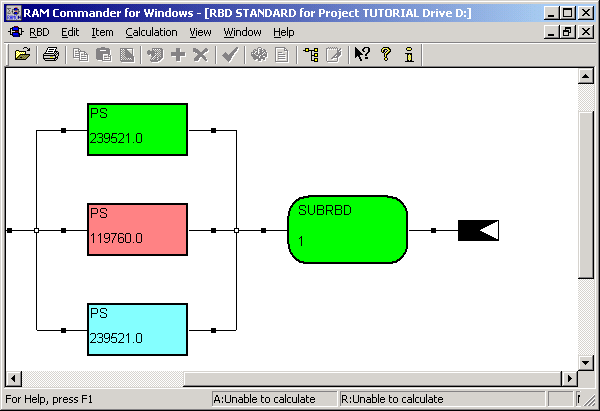 RAM Commander for Windows - [RBD STANDARD for Project TUTORIAL Drive D:]
RBD Edit Item Calculation View Window Help
PS
239521.0
PS
119760.0
PS
239521.0
SUBRBD
1
For Help, press F1 A:Unable to calculate R:Unable to calculate